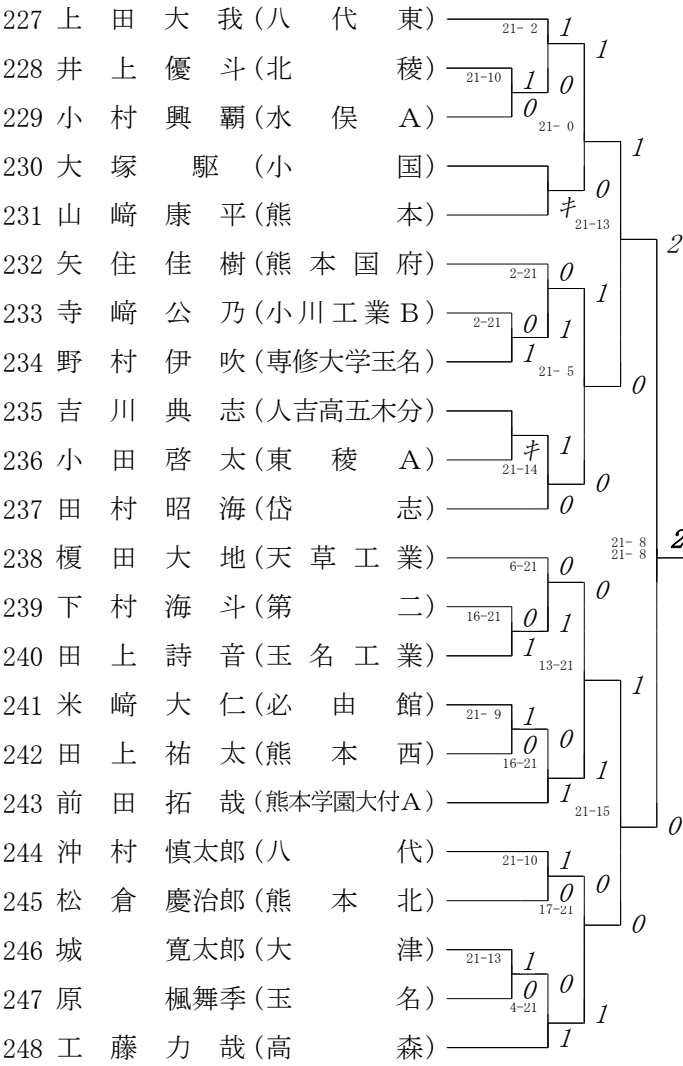 227 上田大我(八代東)
21- 2 1
1
228 井上優斗(北稜)
21-10 1 0
0
229 小村興覇(水俣A)
21- 0
1
230 大塚駆(小国)
0
キ
231 山﨑康平(熊本)
21-13
2
232 矢住佳樹(熊本国府)
2-21 0
1
233 寺﨑公乃(小川工業B)
2-21 0 1
1
234 野村伊吹(専修大学玉名)
21- 5
0
235 吉川典志(人吉高五木分)
キ 1
236 小田啓太(東稜A)
21-14
0
237 田村昭海(岱志)
0
21- 8
21- 8
2
238 榎田大地(天草工業)
6-21 0
0
239 下村海斗(第二)
16-21 0 1
1
240 田上詩音(玉名工業)
13-21
1
241 米﨑大仁(必由館)
21- 9 1
0 0
242 田上祐太(熊本西)
16-21
1
243 前田拓哉(熊本学園大付A)
1
21-15
0
244 沖村慎太郎(八代)
21-10 1
0
0
245 松倉慶治郎(熊本北)
17-21
0
246 城寛太郎(大津)
21-13 1
0 0
247 原楓舞季(玉名)
4-21
1
248 工藤力哉(高森)
1